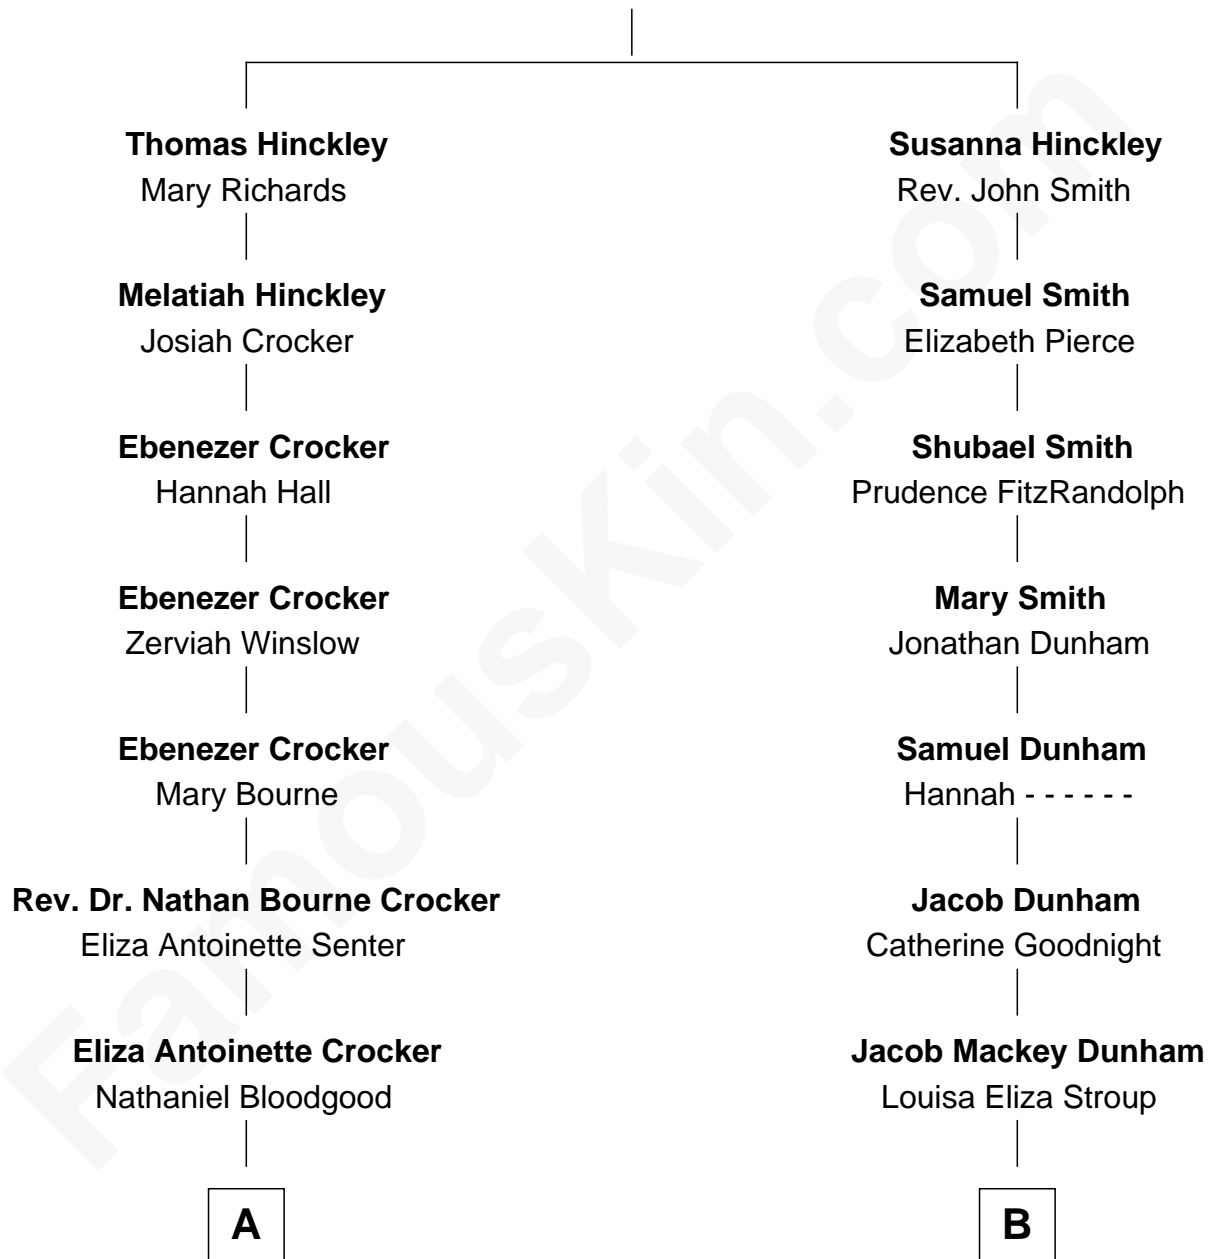 Thomas Hinckley
Mary Richards
Susanna Hinckley
Rev. John Smith
Melatiah Hinckley
Josiah Crocker
Samuel Smith
Elizabeth Pierce
Ebenezer Crocker
Hannah Hall
Shubael Smith
Prudence FitzRandolph
Ebenezer Crocker
Zerviah Winslow
Mary Smith
Jonathan Dunham
Ebenezer Crocker
Mary Bourne
Samuel Dunham
Hannah - - - - - -
Rev. Dr. Nathan Bourne Crocker
Eliza Antoinette Senter
Jacob Dunham
Catherine Goodnight
Eliza Antoinette Crocker
Nathaniel Bloodgood
Jacob Mackey Dunham
Louisa Eliza Stroup
A
B
FamousKin.com